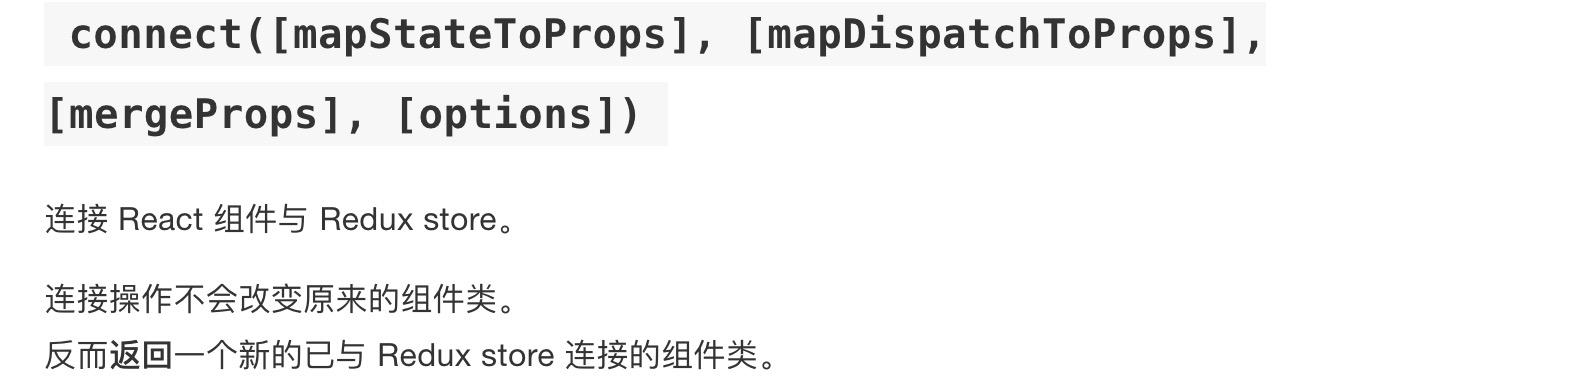 connect([mapStateToProps], [mapDispatchToProps],
[mergeProps], [options])
连接 React 组件与 Redux store。
连接操作不会改变原来的组件类。
反而返回一个新的已与 Redux store 连接的组件类。